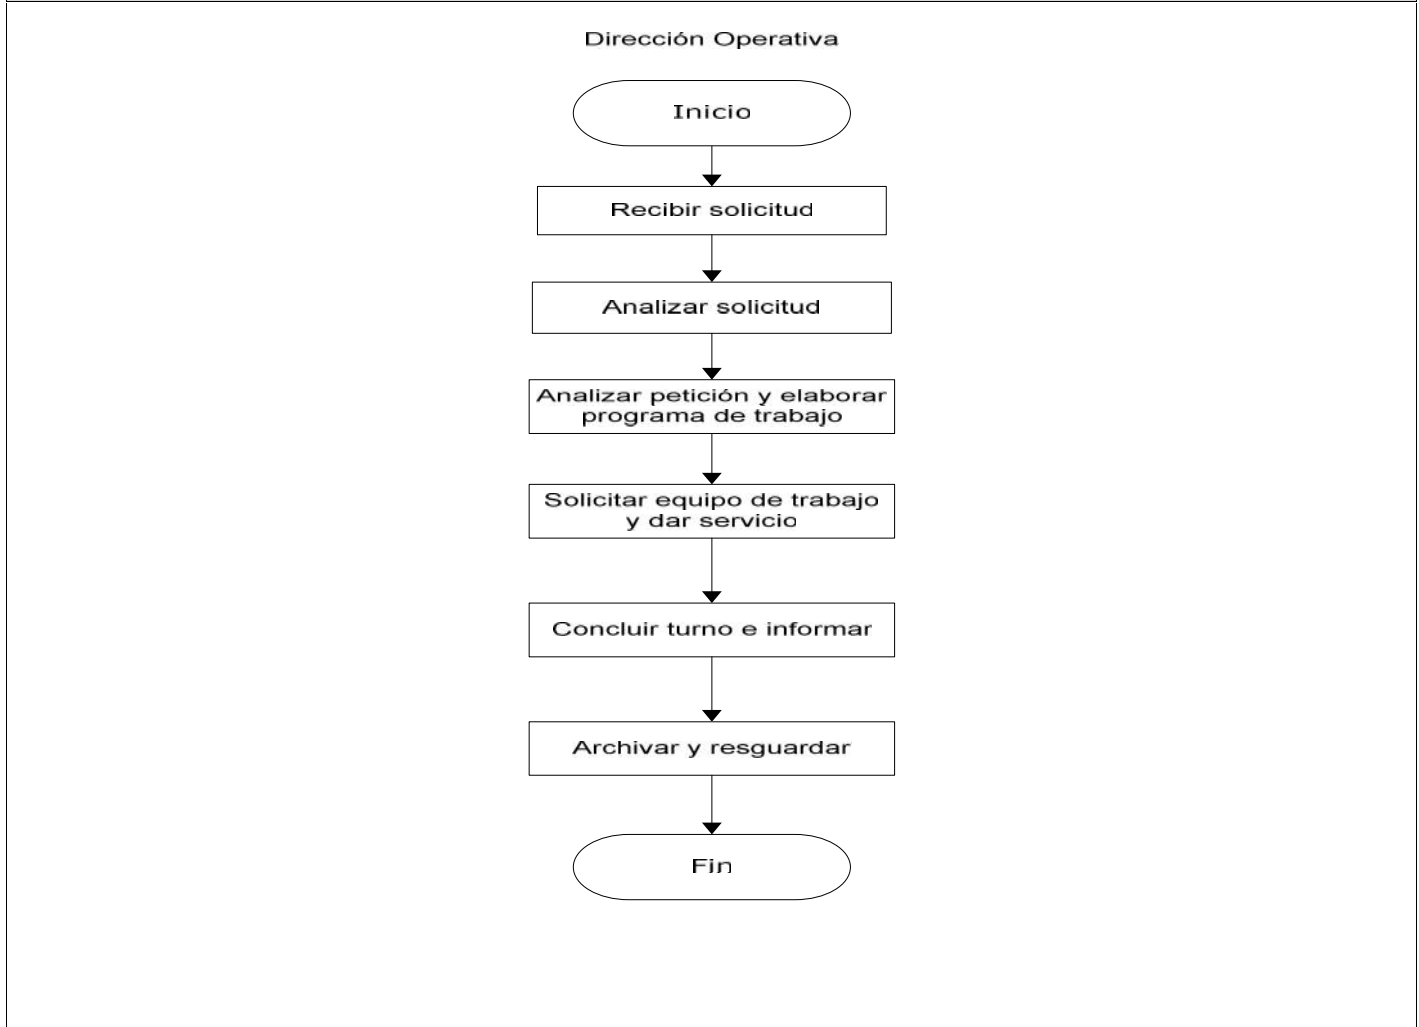 Dirección Operativa
Inicio
Recibir solicitud
Analizar solicitud
Analizar petición y elaborar
programa de trabajo
Solicitar equipo de trabajo
y dar servicio
Concluir turno e informar
Archivar y resguardar
Fin